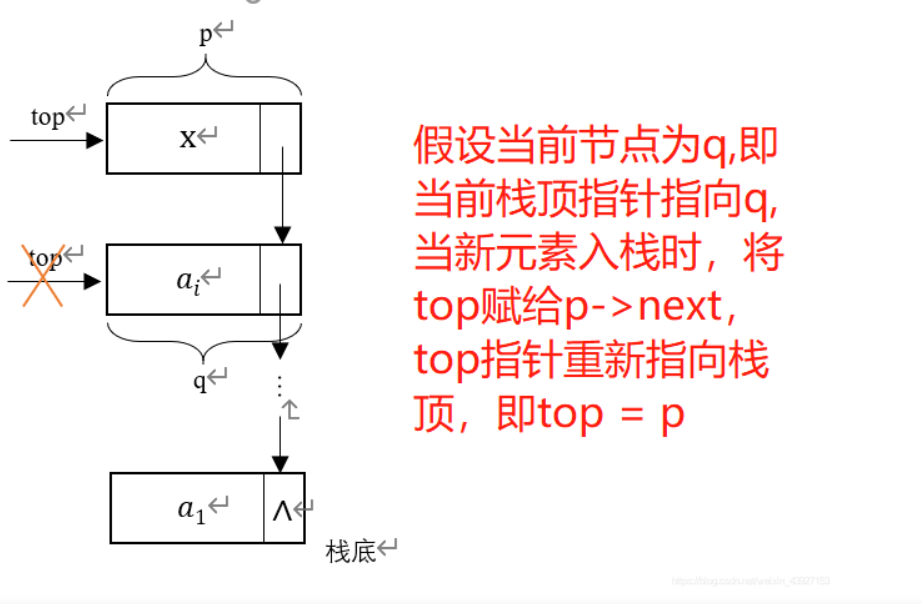 p↵
top↵
x↵
top↵
aᵢ↵
q↵
⋮
↵
a₁↵
∧↵
栈底↵
假设当前节点为q,即
当前栈顶指针指向q,
当新元素入栈时，将
top赋给p->next，
top指针重新指向栈
顶，即top = p